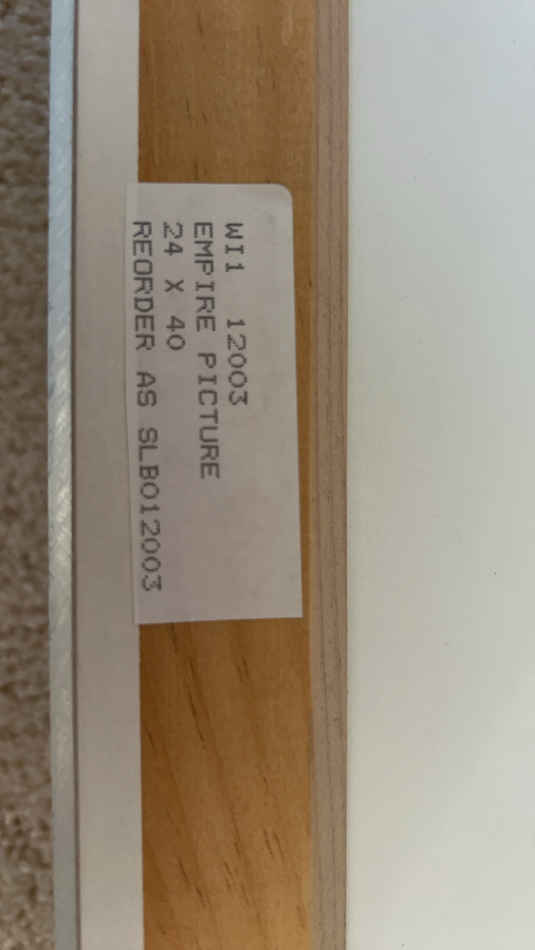 WI1 12003
EMPIRE PICTURE
24 X 40
REORDER AS SLB012003